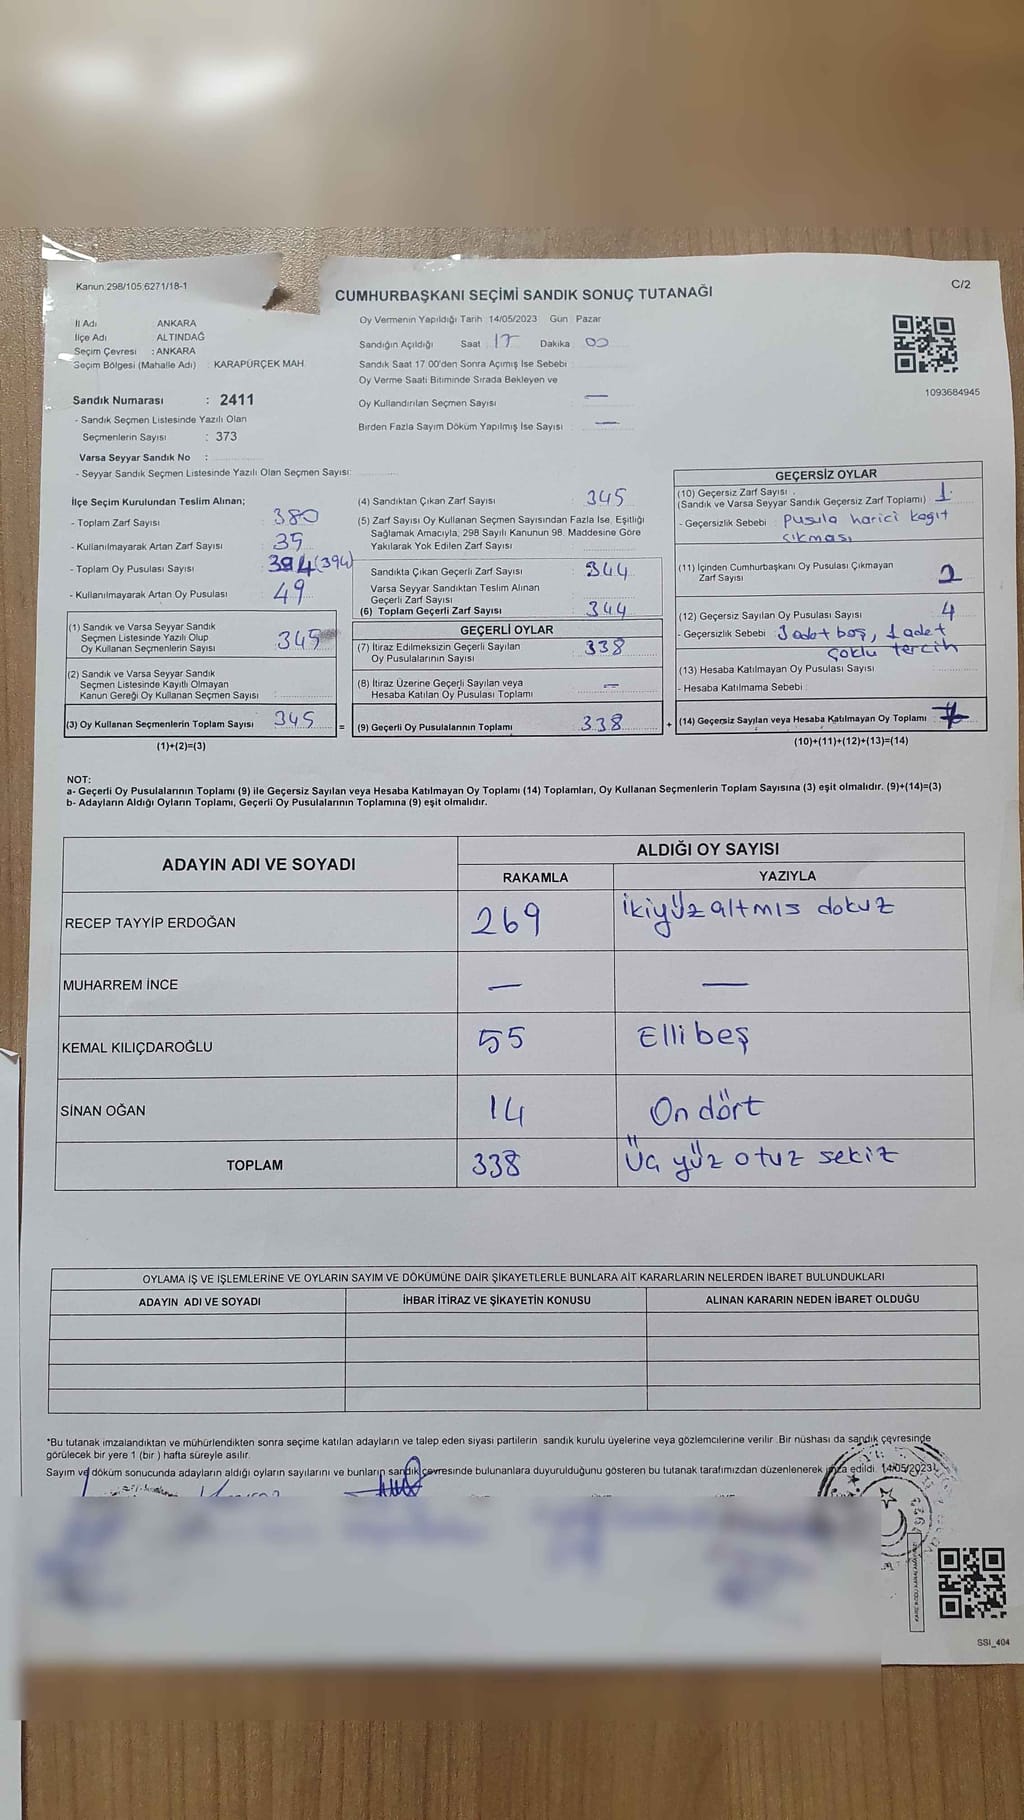 Kanun:298/105,6271/18-1
C/2
CUMHURBAŞKANI SEÇİMİ SANDIK SONUÇ TUTANAĞI
İl Adı ANKARA
İlçe Adı ALTINDAĞ
Seçim Çevresi : ANKARA
Seçim Bölgesi (Mahalle Adı) : KARAPÜRÇEK MAH.
Oy Vermenin Yapıldığı Tarih 14/05/2023 Gün Pazar
Sandığın Açıldığı Saat 17 Dakika 00
Sandık Saat 17.00'den Sonra Açımış İse Sebebi
Oy Verme Saati Bitiminde Sırada Bekleyen ve
Oy Kullandırılan Seçmen Sayısı —
Birden Fazla Sayım Döküm Yapılmış İse Sayısı —
1093684945
Sandık Numarası : 2411
- Sandık Seçmen Listesinde Yazılı Olan
Seçmenlerin Sayısı : 373
Varsa Seyyar Sandık No :
- Seyyar Sandık Seçmen Listesinde Yazılı Olan Seçmen Sayısı:
İlçe Seçim Kurulundan Teslim Alınan;
- Toplam Zarf Sayısı 380
- Kullanılmayarak Artan Zarf Sayısı 35
- Toplam Oy Pusulası Sayısı 394 (394)
- Kullanılmayarak Artan Oy Pusulası 49
(1) Sandık ve Varsa Seyyar Sandık
Seçmen Listesinde Yazılı Olup
Oy Kullanan Seçmenlerin Sayısı 345
(2) Sandık ve Varsa Seyyar Sandık
Seçmen Listesinde Kayıtlı Olmayan
Kanun Gereği Oy Kullanan Seçmen Sayısı
(3) Oy Kullanan Seçmenlerin Toplam Sayısı 345 =
(1)+(2)=(3)
(4) Sandıktan Çıkan Zarf Sayısı : 345
(5) Zarf Sayısı Oy Kullanan Seçmen Sayısından Fazla İse, Eşitliği
Sağlamak Amacıyla; 298 Sayılı Kanunun 98. Maddesine Göre
Yakılarak Yok Edilen Zarf Sayısı
Sandıkta Çıkan Geçerli Zarf Sayısı : 344
Varsa Seyyar Sandıktan Teslim Alınan
Geçerli Zarf Sayısı
(6) Toplam Geçerli Zarf Sayısı : 344
GEÇERLİ OYLAR
(7) İtiraz Edilmeksizin Geçerli Sayılan
Oy Pusulalarının Sayısı : 338
(8) İtiraz Üzerine Geçerli Sayılan veya
Hesaba Katılan Oy Pusulası Toplamı : —
(9) Geçerli Oy Pusulalarının Toplamı : 338 +
GEÇERSİZ OYLAR
(10) Geçersiz Zarf Sayısı
(Sandık ve Varsa Seyyar Sandık Geçersiz Zarf Toplamı) 1
- Geçersizlik Sebebi : Pusula harici kağıt
çıkması
(11) İçinden Cumhurbaşkanı Oy Pusulası Çıkmayan
Zarf Sayısı 2
(12) Geçersiz Sayılan Oy Pusulası Sayısı 4
- Geçersizlik Sebebi 3 adet boş, 1 adet
çoklu tercih
(13) Hesaba Katılmayan Oy Pusulası Sayısı
- Hesaba Katılmama Sebebi
(14) Geçersiz Sayılan veya Hesaba Katılmayan Oy Toplamı 7
(10)+(11)+(12)+(13)=(14)
NOT:
a- Geçerli Oy Pusulalarının Toplamı (9) ile Geçersiz Sayılan veya Hesaba Katılmayan Oy Toplamı (14) Toplamları, Oy Kullanan Seçmenlerin Toplam Sayısına (3) eşit olmalıdır. (9)+(14)=(3)
b- Adayların Aldığı Oyların Toplamı, Geçerli Oy Pusulalarının Toplamına (9) eşit olmalıdır.
ADAYIN ADI VE SOYADI
ALDIĞI OY SAYISI
RAKAMLA YAZIYLA
RECEP TAYYİP ERDOĞAN 269 İkiyüz altmıs dokuz
MUHARREM İNCE — —
KEMAL KILIÇDAROĞLU 55 Elli beş
SİNAN OĞAN 14 On dört
TOPLAM 338 Üç yüz otuz sekiz
OYLAMA İŞ VE İŞLEMLERİNE VE OYLARIN SAYIM VE DÖKÜMÜNE DAİR ŞİKAYETLERLE BUNLARA AİT KARARLARIN NELERDEN İBARET BULUNDUKLARI
ADAYIN ADI VE SOYADI İHBAR İTİRAZ VE ŞİKAYETİN KONUSU ALINAN KARARIN NEDEN İBARET OLDUĞU
*Bu tutanak imzalandıktan ve mühürlendikten sonra seçime katılan adayların ve talep eden siyasi partilerin sandık kurulu üyelerine veya gözlemcilerine verilir. Bir nüshası da sandık çevresinde
görülecek bir yere 1 (bir ) hafta süreyle asılır.
Sayım ve döküm sonucunda adayların aldığı oyların sayılarını ve bunların sandık çevresinde bulunanlara duyurulduğunu gösteren bu tutanak tarafımızdan düzenlenerek imza edildi. 14/05/2023
SSI_404